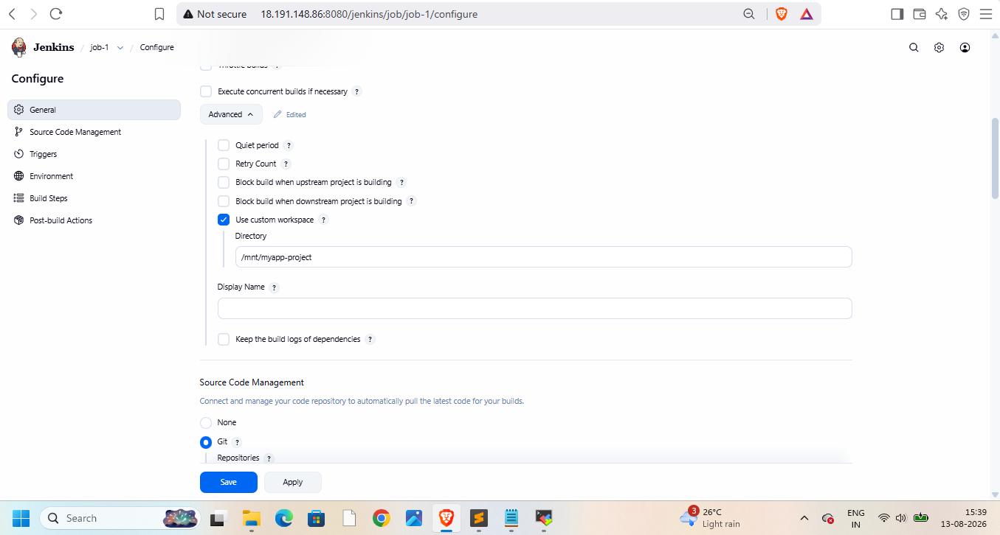 Not secure 18.191.148.86:8080/jenkins/job/job-1/configure
Jenkins / job-1 / Configure
Configure
General
Source Code Management
Triggers
Environment
Build Steps
Post-build Actions
Throttle builds ?
Execute concurrent builds if necessary ?
Advanced Edited
Quiet period ?
Retry Count ?
Block build when upstream project is building ?
Block build when downstream project is building ?
Use custom workspace ?
Directory
/mnt/myapp-project
Display Name ?
Keep the build logs of dependencies ?
Source Code Management
Connect and manage your code repository to automatically pull the latest code for your builds.
None
Git ?
Repositories ?
Save Apply
Search
3
26°C
Light rain
ENG
IN
15:39
13-08-2026